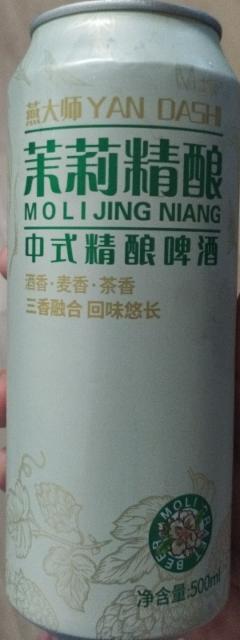 燕大师 YAN DASHI
茉莉精酿
MOLI JING NIANG
中式精酿啤酒
酒香·麦香·茶香
三香融合 回味悠长
净含量:500ml